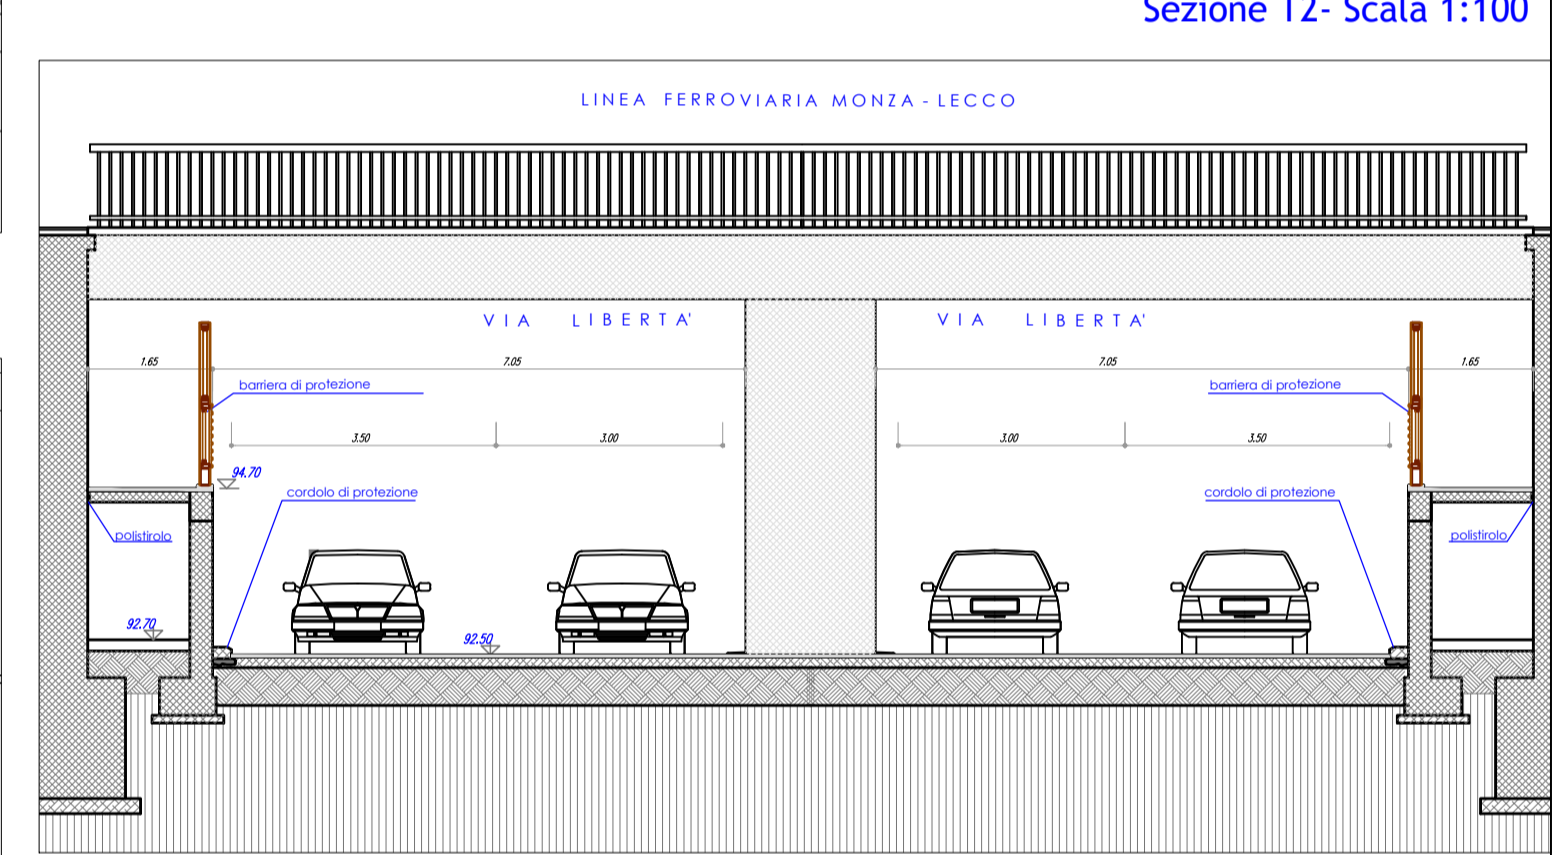 Sezione T2- Scala 1:100
LINEA FERROVIARIA MONZA - LECCO
VIA LIBERTA' VIA LIBERTA'
1.65 7.05 7.05 1.65
barriera di protezione barriera di protezione
3.50 3.00 3.00 3.50
94.70
cordolo di protezione cordolo di protezione
polistirolo polistirolo
92.70
92.50